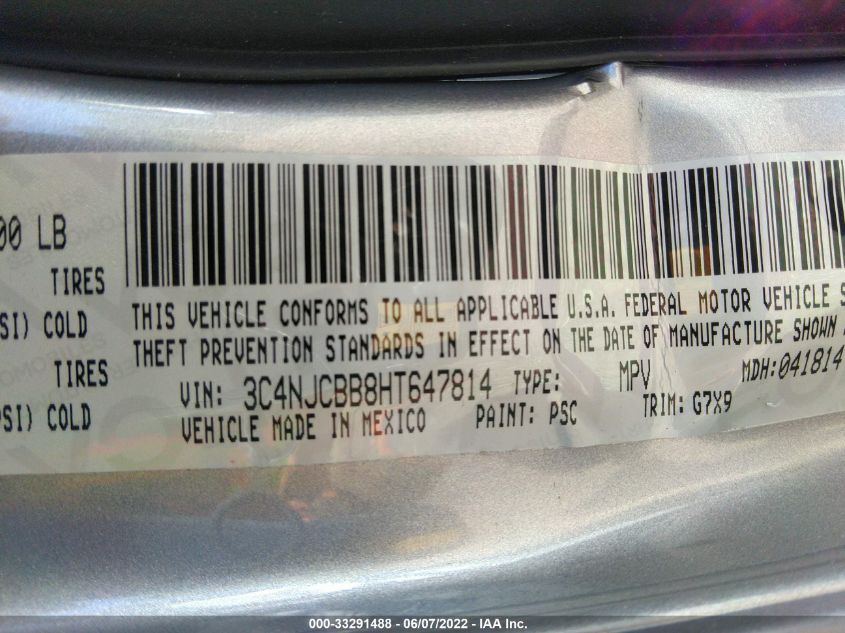 00 LB
TIRES
SI) COLD
TIRES
SI) COLD
THIS VEHICLE CONFORMS TO ALL APPLICABLE U.S.A. FEDERAL MOTOR VEHICLE S
THEFT PREVENTION STANDARDS IN EFFECT ON THE DATE OF MANUFACTURE SHOWN
VIN: 3C4NJCBB8HT647814 TYPE: MPV MDH:041814
VEHICLE MADE IN MEXICO PAINT: PSC TRIM: G7X9
000-33291488 - 06/07/2022 - IAA Inc.